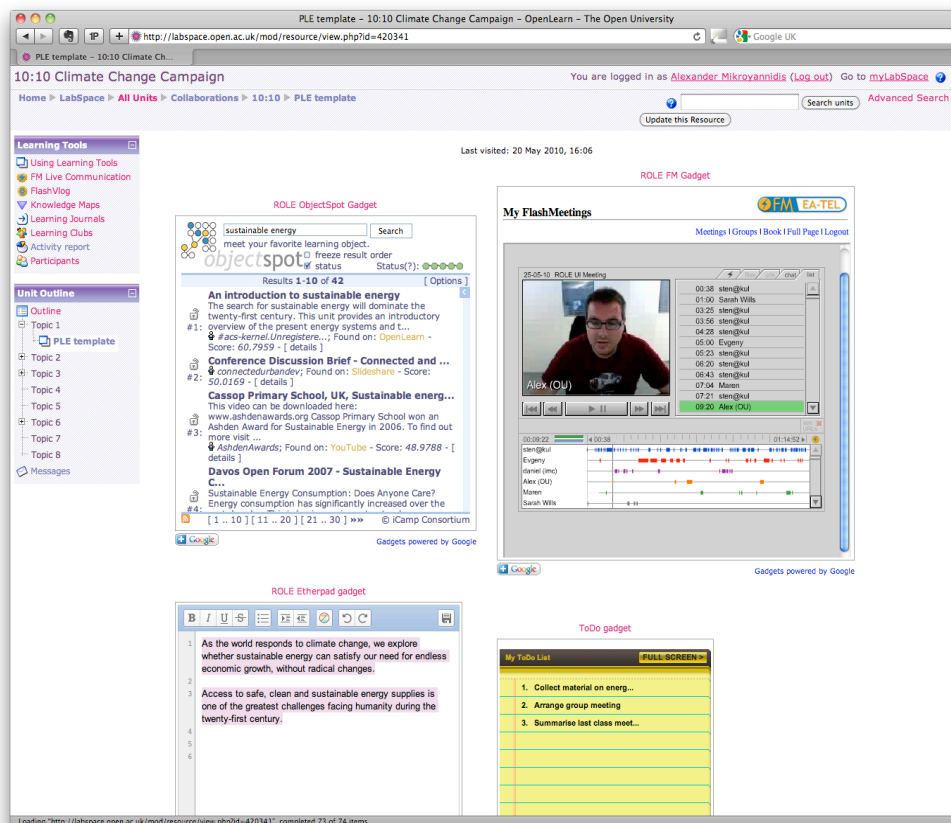 PLE template - 10:10 Climate Change Campaign - OpenLearn - The Open University
http://labspace.open.ac.uk/mod/resource/view.php?id=420341
Google UK
PLE template – 10:10 Climate Ch...
10:10 Climate Change Campaign
You are logged in as Alexander Mikroyannidis (Log out) Go to myLabSpace
Home ▶ LabSpace ▶ All Units ▶ Collaborations ▶ 10:10 ▶ PLE template
Search units
Advanced Search
Update this Resource
Last visited: 20 May 2010, 16:06
Learning Tools
Using Learning Tools
FM Live Communication
FlashVlog
Knowledge Maps
Learning Journals
Learning Clubs
Activity report
Participants
Unit Outline
Outline
Topic 1
PLE template
Topic 2
Topic 3
Topic 4
Topic 5
Topic 6
Topic 7
Topic 8
Messages
ROLE ObjectSpot Gadget
sustainable energy
Search
meet your favorite learning object.
objectspot
freeze result order
status
Status(?):
Results 1-10 of 42
[ Options ]
An introduction to sustainable energy
The search for sustainable energy will dominate the
twenty-first century. This unit provides an introductory
#1: overview of the present energy systems and t...
#acs-kernel.Unregistere...; Found on: OpenLearn -
Score: 60.7959 - [ details ]
Conference Discussion Brief - Connected and ...
connectedurbandev; Found on: Slideshare - Score:
#2: 50.0169 - [ details ]
Cassop Primary School, UK, Sustainable energ...
This video can be downloaded here:
www.ashdenawards.org Cassop Primary School won an
Ashden Award for Sustainable Energy in 2006. To find out
#3: more visit ...
AshdenAwards; Found on: YouTube - Score: 48.9788 - [
details ]
Davos Open Forum 2007 - Sustainable Energy
C...
Sustainable Energy Consumption: Does Anyone Care?
#4: Energy consumption has significantly increased over the
[ 1 .. 10 ] [ 11 .. 20 ] [ 21 .. 30 ] »»
© iCamp Consortium
Google
Gadgets powered by Google
ROLE FM Gadget
FM EA-TEL
My FlashMeetings
Meetings | Groups | Book | Full Page | Logout
25-05-10 ROLE UI Meeting
chat
list
00:38 sten@kul
01:00 Sarah Wills
03:25 sten@kul
03:56 sten@kul
04:28 sten@kul
05:00 Evgeny
05:23 sten@kul
06:20 sten@kul
06:43 sten@kul
07:04 Maren
07:21 sten@kul
09:20 Alex (OU)
Alex (OU)
00:09:22
00:38
01:14:52
sten@kul
Evgeny
daniel (imc)
Alex (OU)
Maren
Sarah Wills
Google
Gadgets powered by Google
ROLE Etherpad gadget
B I U S
1 As the world responds to climate change, we explore
whether sustainable energy can satisfy our need for endless
economic growth, without radical changes.
2
3 Access to safe, clean and sustainable energy supplies is
one of the greatest challenges facing humanity during the
twenty-first century.
4
5
6
ToDo gadget
My ToDo List
FULL SCREEN >
1. Collect material on energ...
2. Arrange group meeting
3. Summarise last class meet...
Loading "http://labspace.open.ac.uk/mod/resource/view.php?id=420341", completed 73 of 74 items